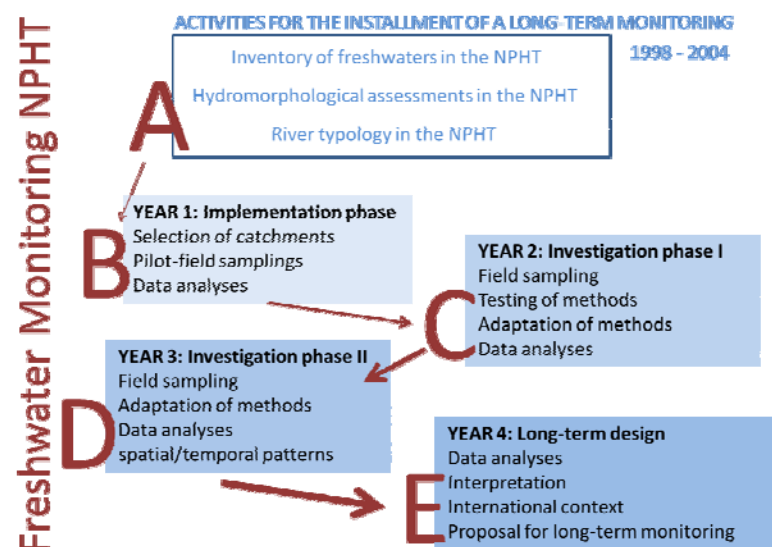 Freshwater Monitoring NPHT
ACTIVITIES FOR THE INSTALLMENT OF A LONG-TERM MONITORING
1998 - 2004
A
Inventory of freshwaters in the NPHT
Hydromorphological assessments in the NPHT
River typology in the NPHT
B
YEAR 1: Implementation phase
Selection of catchments
Pilot-field samplings
Data analyses
C
YEAR 2: Investigation phase I
Field sampling
Testing of methods
Adaptation of methods
Data analyses
D
YEAR 3: Investigation phase II
Field sampling
Adaptation of methods
Data analyses
spatial/temporal patterns
E
YEAR 4: Long-term design
Data analyses
Interpretation
International context
Proposal for long-term monitoring